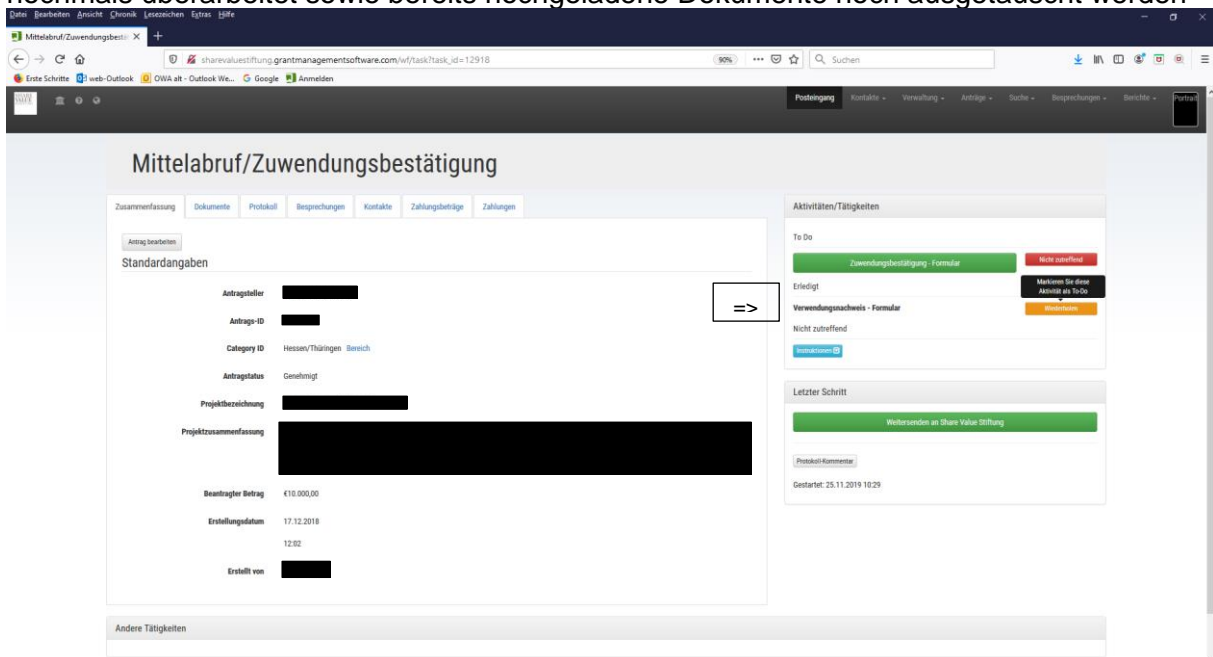 nochmals überarbeitet sowie bereits hochgeladene Dokumente noch ausgetauscht werden
Datei Bearbeiten Ansicht Chronik Lesezeichen Extras Hilfe
Mittelabruf/Zuwendungsbestä
sharevaluestiftung.grantmanagementsoftware.com/wf/task?task_id=12918 90% Suchen
Erste Schritte web-Outlook OWA alt - Outlook We... Google Anmelden
Posteingang Kontakte Verwaltung Anträge Suche Besprechungen Berichte Portrait
Mittelabruf/Zuwendungsbestätigung
Zusammenfassung Dokumente Protokoll Besprechungen Kontakte Zahlungsbeträge Zahlungen
Antrag bearbeiten
Standardangaben
Antragsteller
Antrags-ID
Category ID Hessen/Thüringen Bereich
Antragstatus Genehmigt
Projektbezeichnung
Projektzusammenfassung
Beantragter Betrag €10.000,00
Erstellungsdatum 17.12.2018
12:02
Erstellt von
Aktivitäten/Tätigkeiten
To Do
Zuwendungsbestätigung - Formular Nicht zutreffend
Erledigt Markieren Sie diese
Aktivität als To-Do
=> Verwendungsnachweis - Formular Wiederholen
Nicht zutreffend
Instruktionen
Letzter Schritt
Weitersenden an Share Value Stiftung
Protokoll-Kommentar
Gestartet: 25.11.2019 10:29
Andere Tätigkeiten